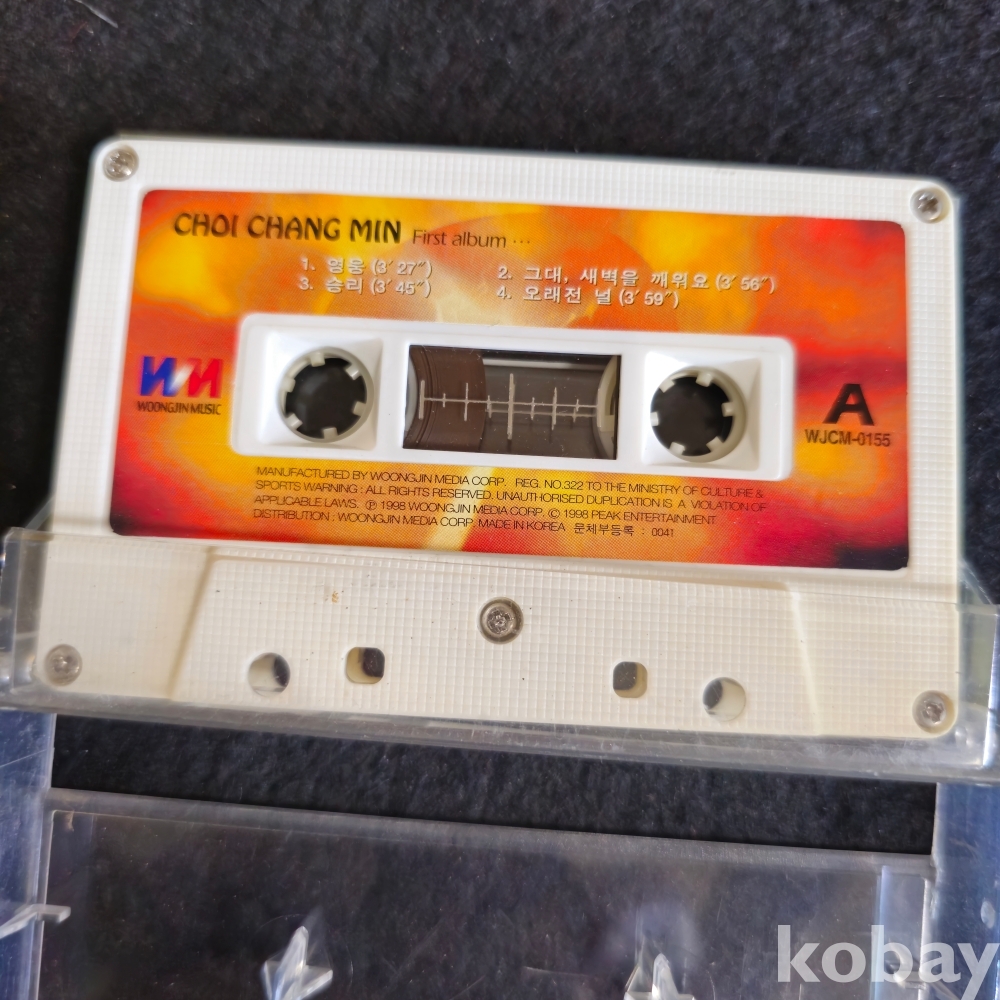 CHOI CHANG MIN First album ...
1. 영웅 (3´27˝) 2. 그대, 새벽을 깨워요 (3´56˝)
3. 승리 (3´45˝) 4. 오래전 널 (3´59˝)
WM
WOONGJIN MUSIC
A
WJCM-0155
MANUFACTURED BY WOONGJIN MEDIA CORP. REG. NO.322 TO THE MINISTRY OF CULTURE &
SPORTS WARNING : ALL RIGHTS RESERVED. UNAUTHORISED DUPLICATION IS A VIOLATION OF
APPLICABLE LAWS. ℗ 1998 WOONGJIN MEDIA CORP. © 1998 PEAK ENTERTAINMENT
DISTRIBUTION : WOONGJIN MEDIA CORP. MADE IN KOREA 문체부등록 : 0041
kobay